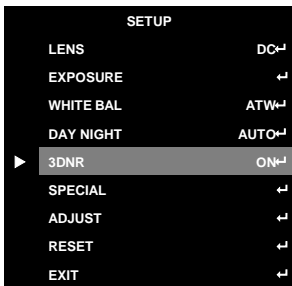 SETUP
LENS DC↵
EXPOSURE ↵
WHITE BAL ATW↵
DAY NIGHT AUTO↵
▶ 3DNR ON↵
SPECIAL ↵
ADJUST ↵
RESET ↵
EXIT ↵